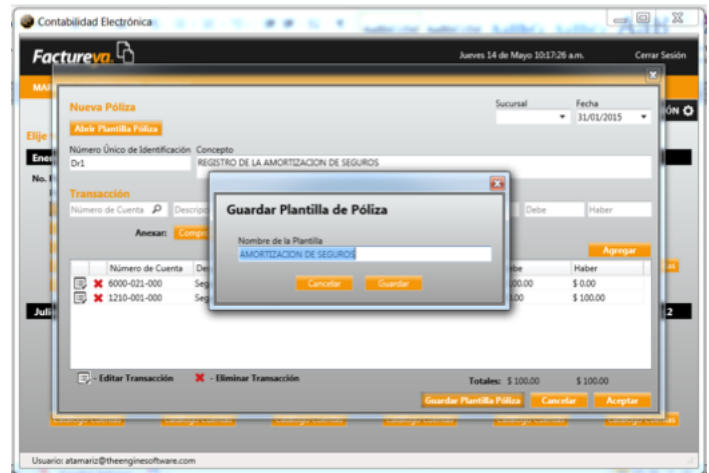 Contabilidad Electrónica
Factureva.
Jueves 14 de Mayo 10:17:26 a.m.
Cerrar Sesión
Nueva Póliza
Sucursal
Fecha
31/01/2015
Abrir Plantilla Póliza
Elije
Número Único de Identificación
Concepto
Dr1
REGISTRO DE LA AMORTIZACION DE SEGUROS
Transacción
Guardar Plantilla de Póliza
Número de Cuenta
Debe
Haber
Anexar:
Nombre de la Plantilla
AMORTIZACION DE SEGUROS
Agregar
Cancelar
Guardar
Número de Cuenta
Haber
6000-021-000
$ 0.00
1210-001-000
$ 100.00
- Editar Transacción
- Eliminar Transacción
Totales:
$ 100.00
$ 100.00
Guardar Plantilla Póliza
Cancelar
Aceptar
Usuario: atamariz@theenginesoftware.com